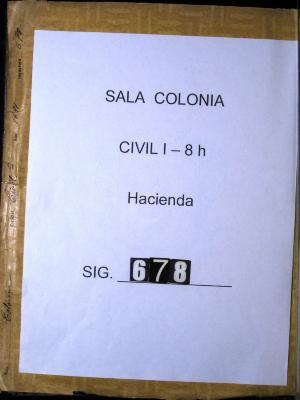 SALA COLONIA
CIVIL I – 8 h
Hacienda
SIG. 678